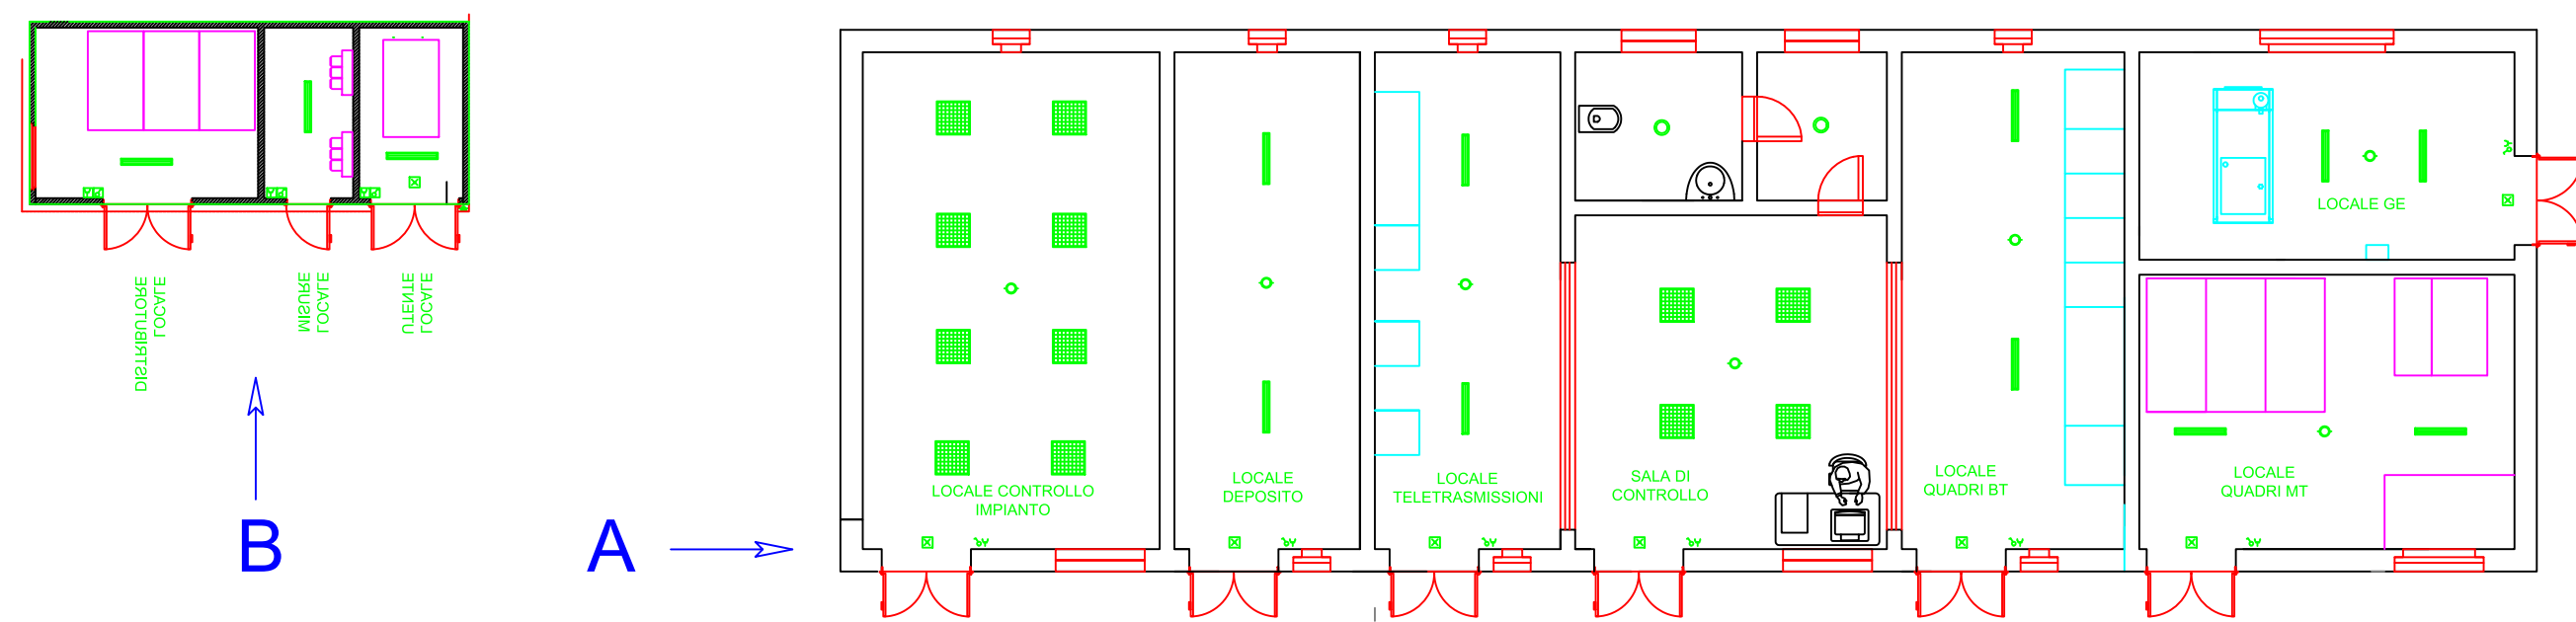 LOCALE
DISTRIBUTORE
LOCALE
MISURE
LOCALE
UTENTE
B
A
LOCALE CONTROLLO
IMPIANTO
LOCALE
DEPOSITO
LOCALE
TELETRASMISSIONI
SALA DI
CONTROLLO
LOCALE
QUADRI BT
LOCALE GE
LOCALE
QUADRI MT